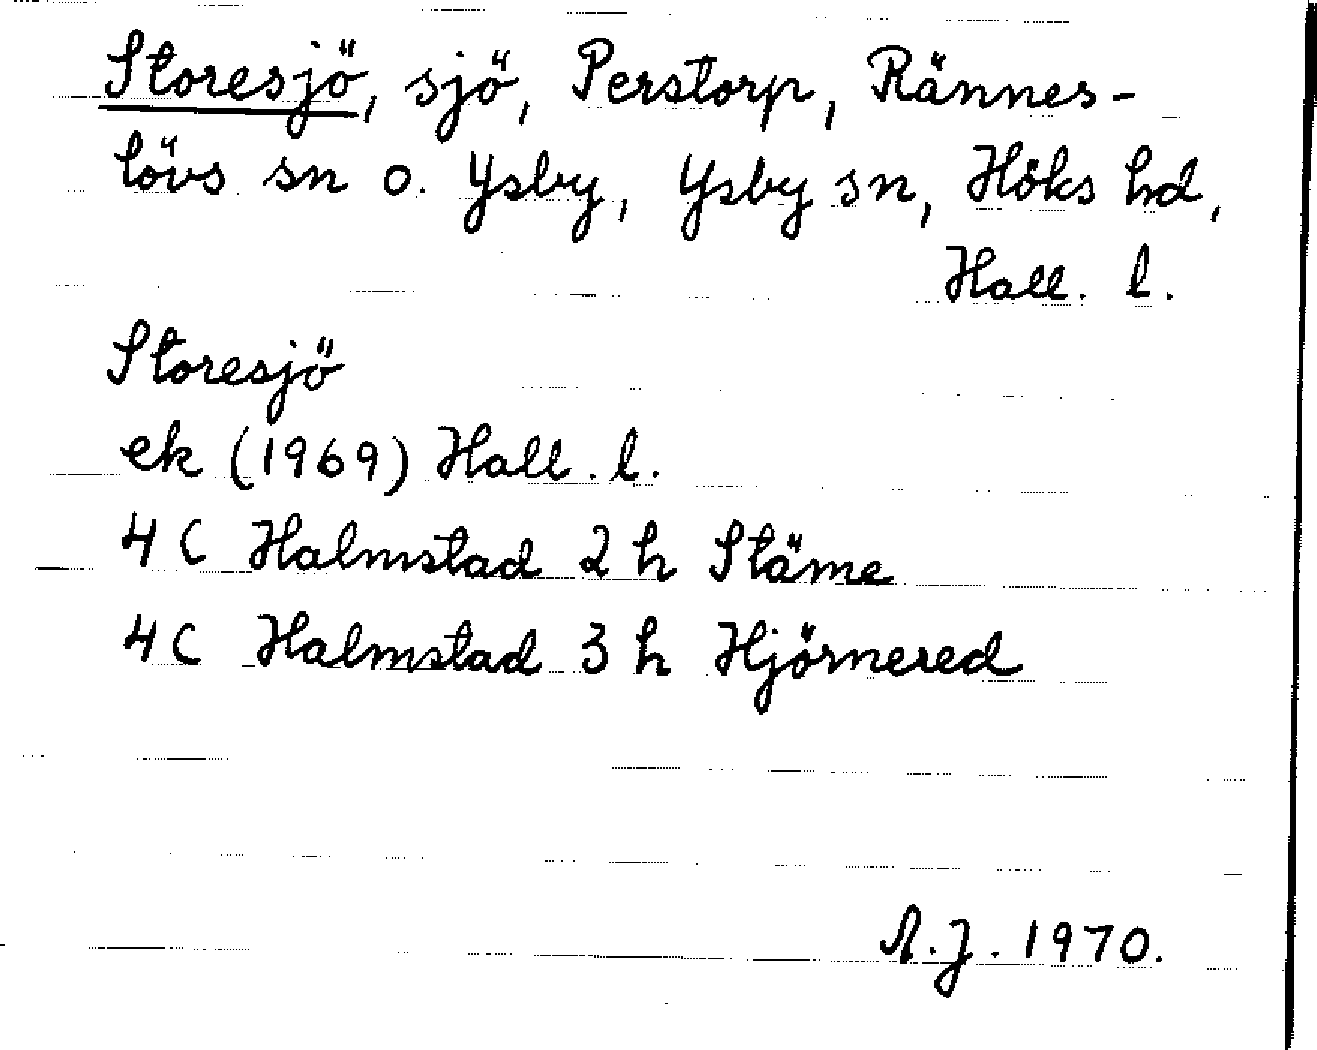 Storesjö, sjö, Perstorp, Rännes-
lövs sn o. Ysby, Ysby sn, Höks hd,
Hall. l.
Storesjö
ek (1969) Hall. l.
4 C Halmstad 2 h Stäme
4 C Halmstad 3 h Hjörnered
A.J. 1970.